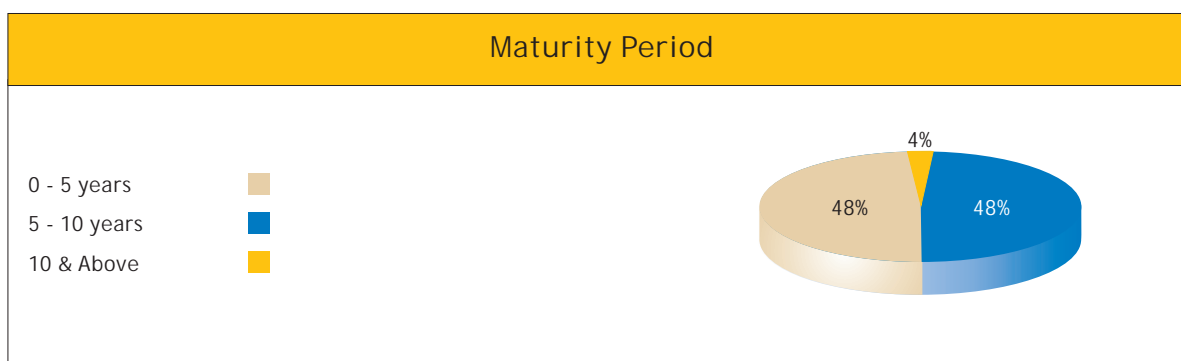 Maturity Period
4%
0 - 5 years
48% 48%
5 - 10 years
10 & Above